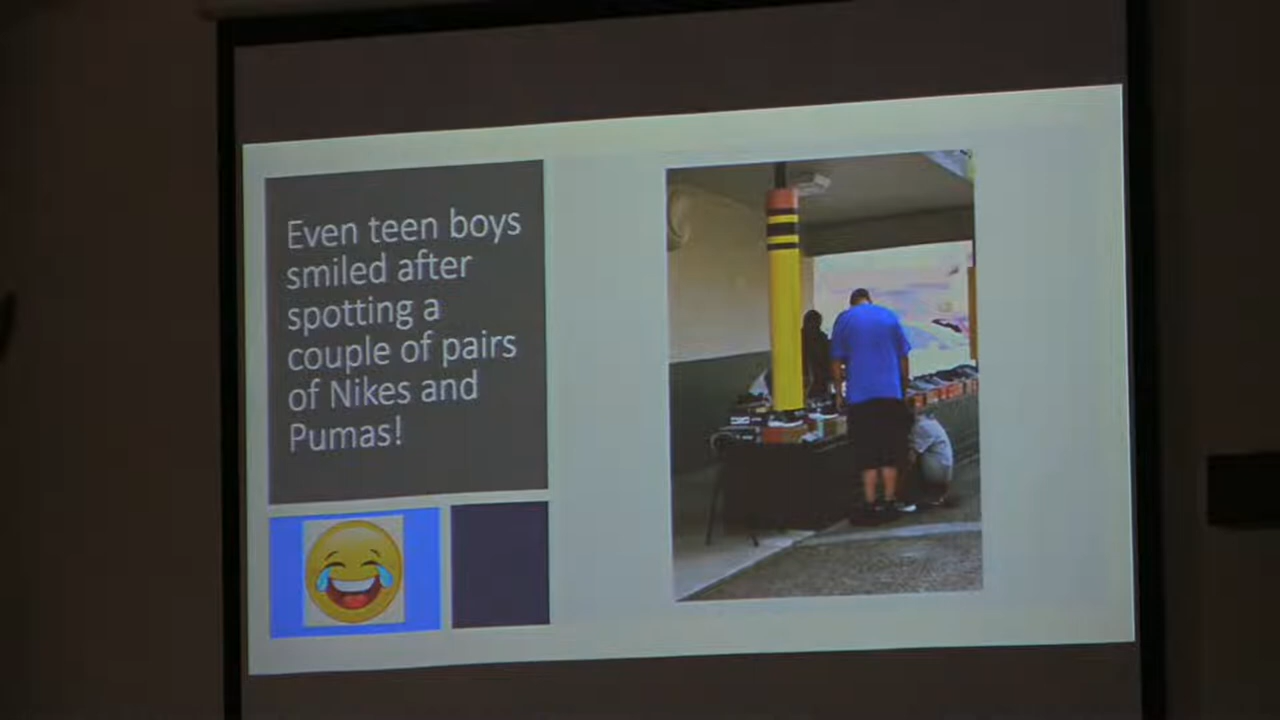 Even teen boys
smiled after
spotting a
couple of pairs
of Nikes and
Pumas!